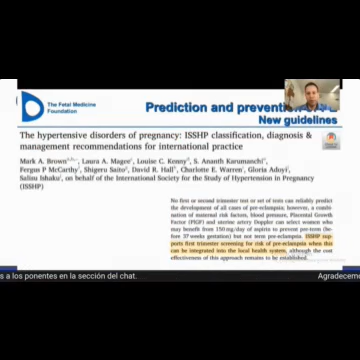 The Fetal Medicine
Foundation
Prediction and prevention
New guidelines
The hypertensive disorders of pregnancy: ISSHP classification, diagnosis &
management recommendations for international practice
Mark A. Brown, Laura A. Magee, Louise C. Kenny, S. Ananth Karumanchi,
Fergus P McCarthy, Shigeru Saito, David R. Hall, Charlotte E. Warren, Gloria Adoyi,
Salisu Ishaku, on behalf of the International Society for the Study of Hypertension in Pregnancy
(ISSHP)
No first or second trimester test or set of tests can reliably predict
the development of all cases of pre-eclampsia; however, a combi-
nation of maternal risk factors, blood pressure, Placental Growth
Factor (PlGF) and uterine artery Doppler can select women who
may benefit from 150 mg/day of aspirin to prevent pre-term (be-
fore 37 weeks gestation) but not term pre-eclampsia. ISSHP sup-
ports first trimester screening for risk of pre-eclampsia when this
can be integrated into the local health system, although the cost
effectiveness of this approach remains to be established.
s a los ponentes en la sección del chat. Agradecemo